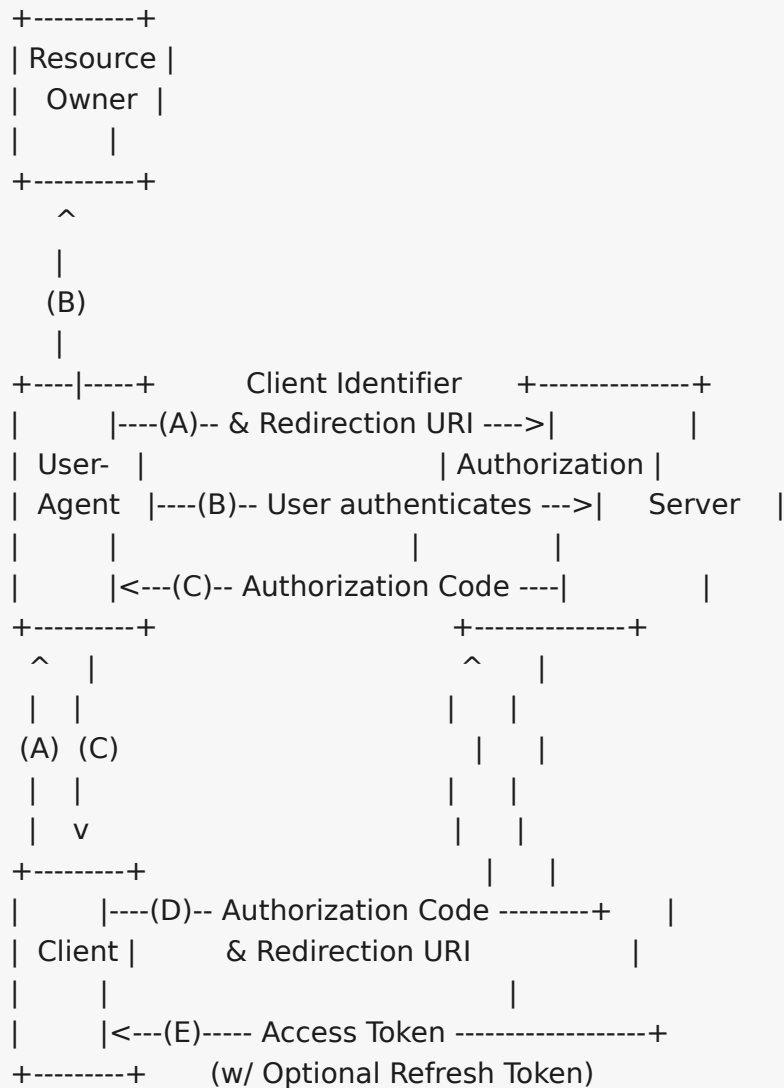 +----------+
| Resource |
|   Owner  |
|          |
+----------+
     ^
     |
    (B)
     |
+----|-----+          Client Identifier      +---------------+
|          |----(A)-- & Redirection URI ---->|               |
|  User-   |                                 | Authorization |
|  Agent   |----(B)-- User authenticates --->|     Server    |
|          |                                 |               |
|          |<---(C)-- Authorization Code ----|               |
+----------+                                 +---------------+
  ^    |                                         ^      |
  |    |                                         |      |
 (A)  (C)                                        |      |
  |    |                                         |      |
  |    v                                         |      |
+---------+                                      |      |
|         |----(D)-- Authorization Code ---------+      |
|  Client |          & Redirection URI                  |
|         |                                             |
|         |<---(E)----- Access Token -------------------+
+---------+       (w/ Optional Refresh Token)